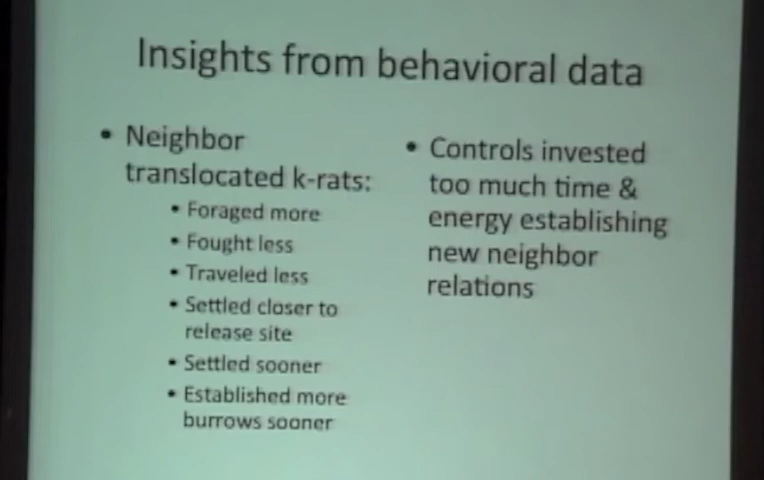 Insights from behavioral data
• Neighbor
translocated k-rats:
• Foraged more
• Fought less
• Traveled less
• Settled closer to
release site
• Settled sooner
• Established more
burrows sooner
• Controls invested
too much time &
energy establishing
new neighbor
relations